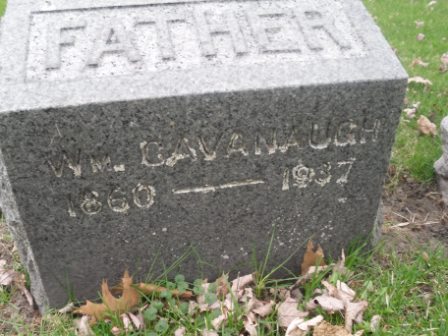 FATHER
WM. CAVANAUGH
1860 — 1937